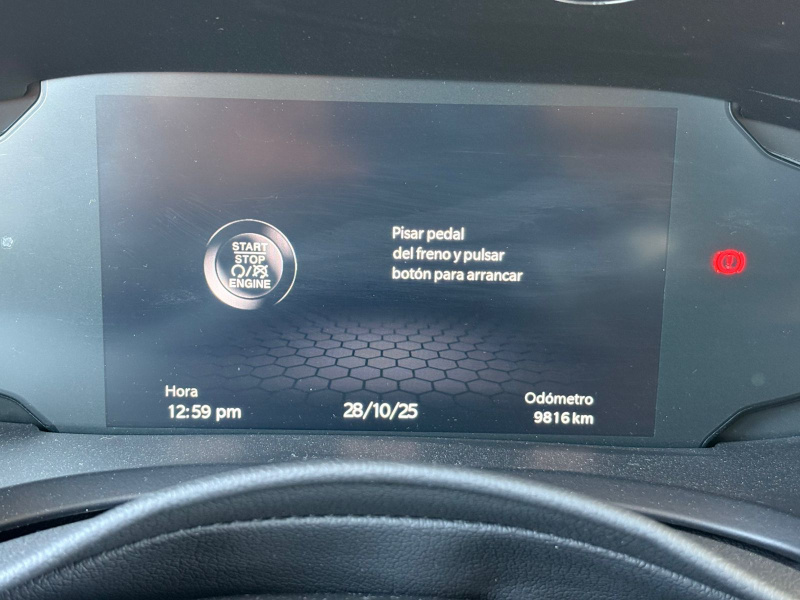 START
STOP
ENGINE
Pisar pedal
del freno y pulsar
botón para arrancar
Hora
12:59 pm
28/10/25
Odómetro
9816 km